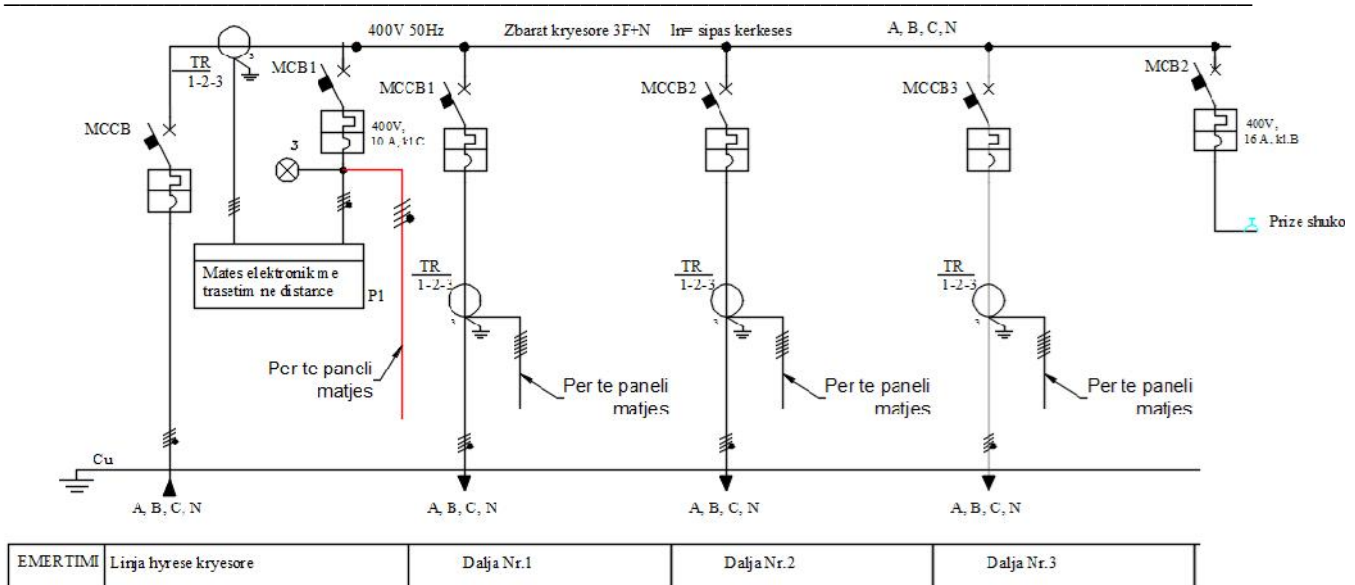 400V 50Hz Zbarat kryesore 3F+N In= sipas kerkeses A, B, C, N
TR
1-2-3
3
MCB1
MCCB1
MCCB2
MCCB3
MCB2
MCCB
400V,
10 A, kl.C
400V,
16 A, kl.B
3
Prize shuko
Mates elektronik me
trasetim ne distance
P1
TR
1-2-3
3
TR
1-2-3
3
TR
1-2-3
3
Per te paneli
matjes
Per te paneli
matjes
Per te paneli
matjes
Per te paneli
matjes
Cu
A, B, C, N
A, B, C, N
A, B, C, N
A, B, C, N
EMERTIMI Linja hyrese kryesore Dalja Nr.1 Dalja Nr.2 Dalja Nr.3